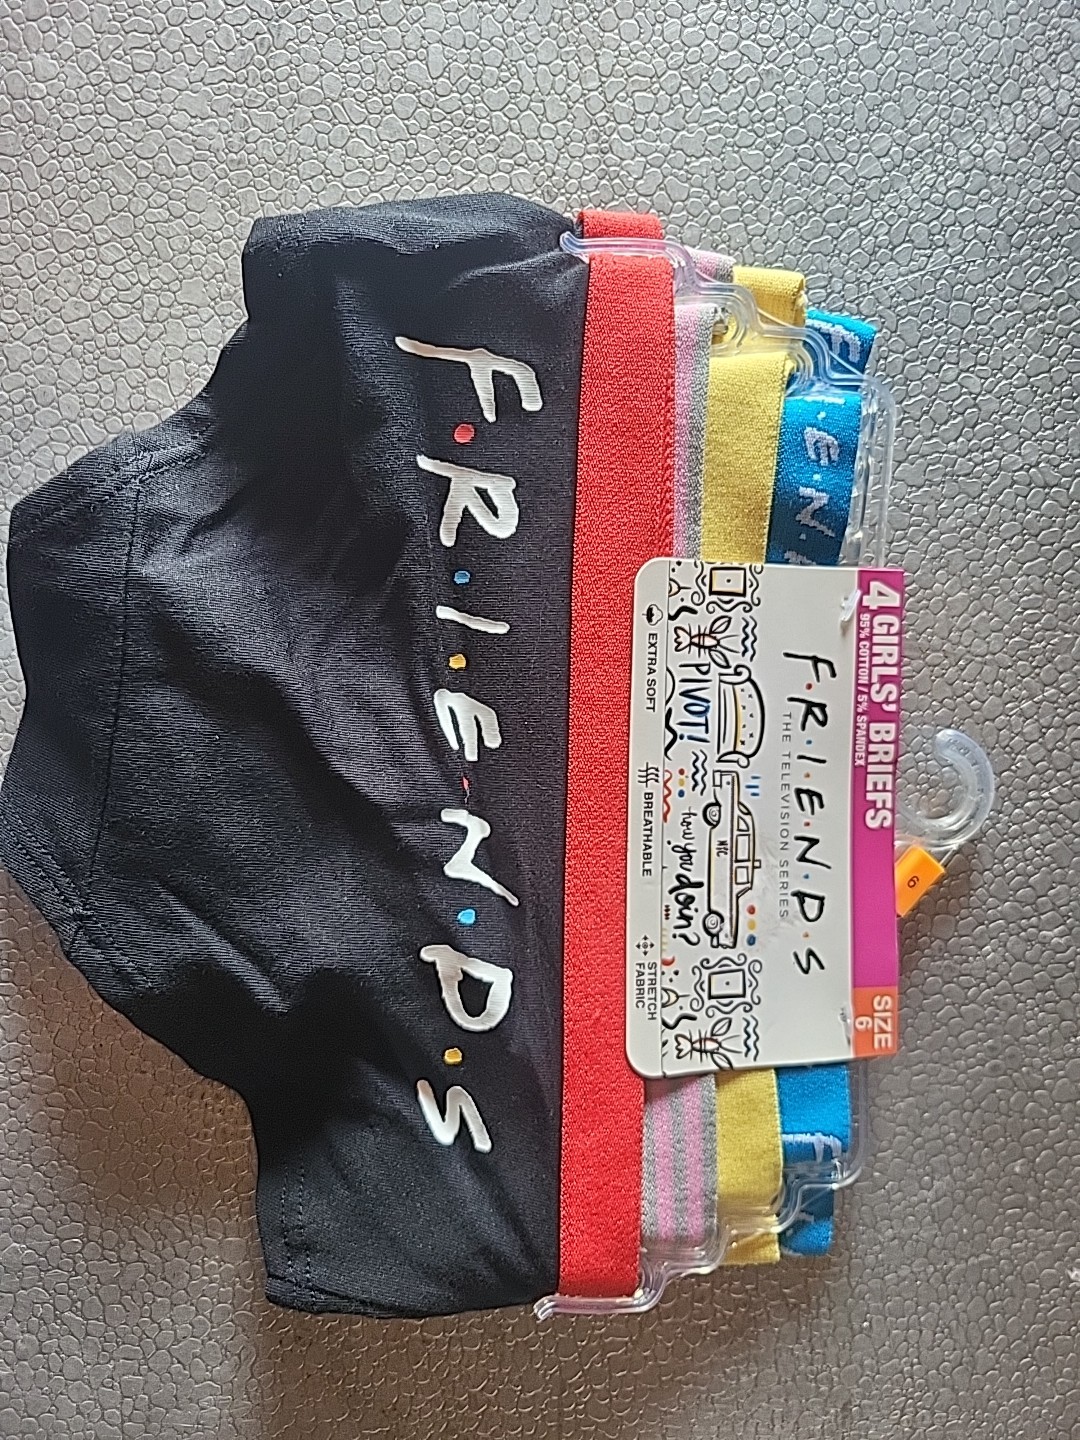 F.R.I.E.N.D.S
F
E.N.
F
4 GIRLS' BRIEFS
95% COTTON / 5% SPANDEX
SIZE
6
6
F.R.I.E.N.D.S
THE TELEVISION SERIES
NYC
PIVOT!
how you doin?
EXTRA SOFT
BREATHABLE
STRETCH
FABRIC